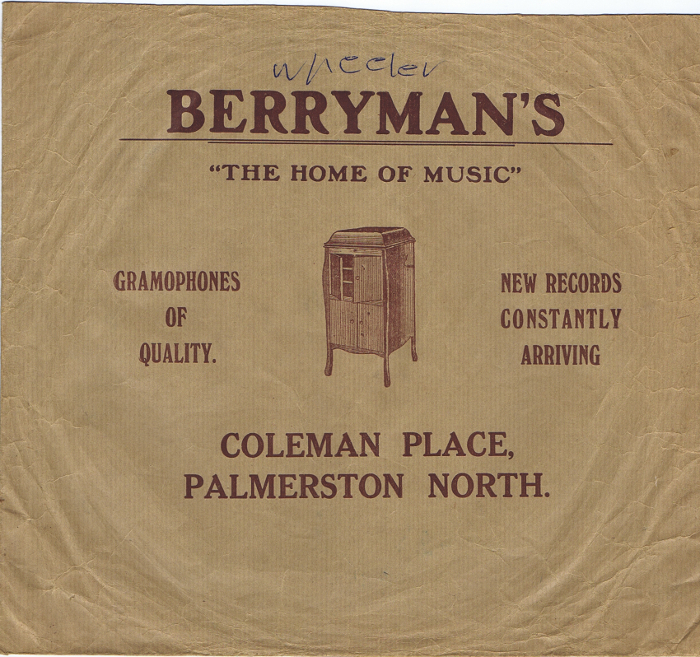 wheeler
BERRYMAN'S
"THE HOME OF MUSIC"
GRAMOPHONES
OF
QUALITY.
NEW RECORDS
CONSTANTLY
ARRIVING
COLEMAN PLACE,
PALMERSTON NORTH.